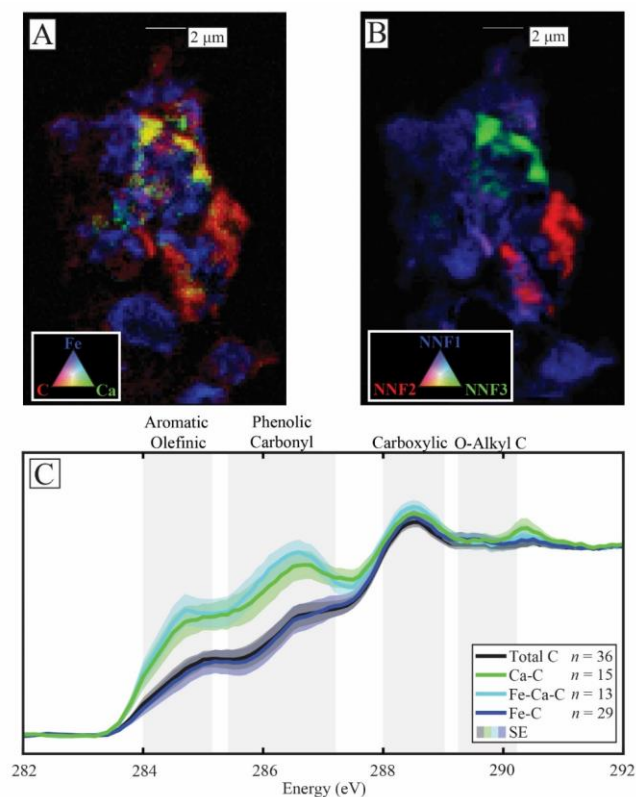 A
2 μm
Fe
C
Ca
B
2 μm
NNF1
NNF2
NNF3
Aromatic
Olefinic
Phenolic
Carbonyl
Carboxylic
O-Alkyl C
C
Total C n = 36
Ca-C n = 15
Fe-Ca-C n = 13
Fe-C n = 29
SE
282 284 286 288 290 292
Energy (eV)